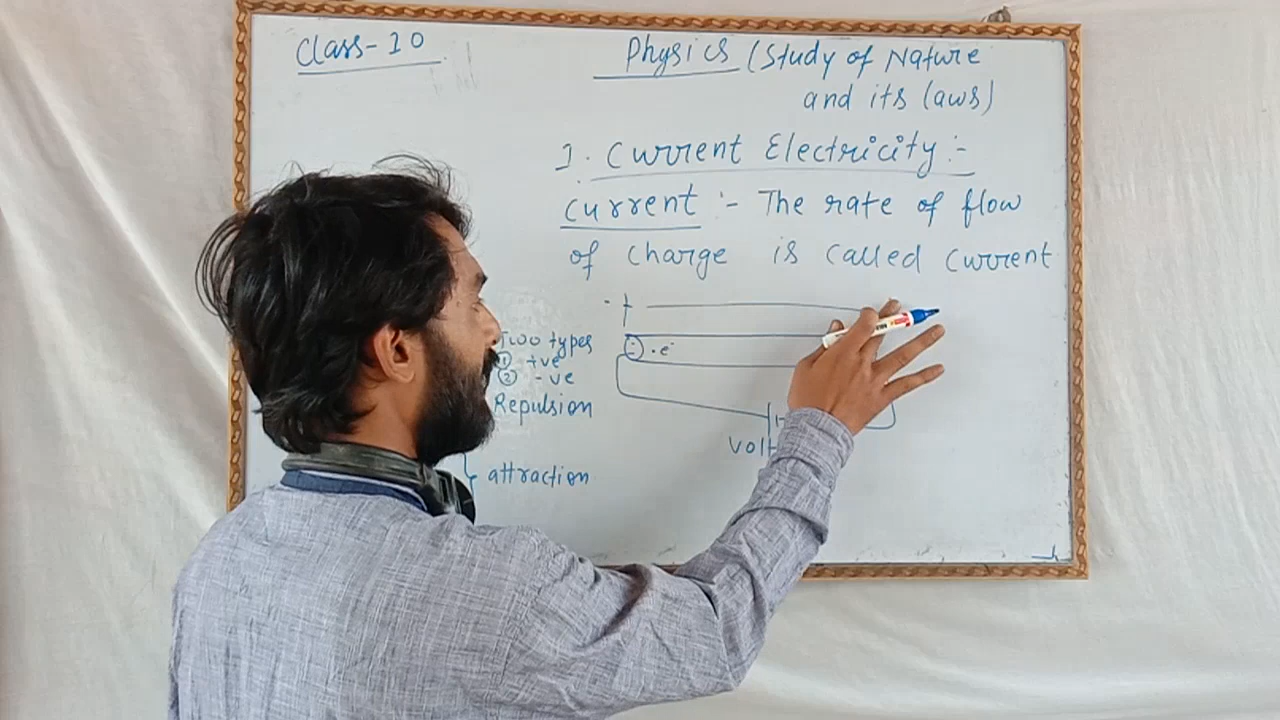 Class-10
Physics (Study of Nature
and its Laws)
1. Current Electricity :-
Current :- The rate of flow
of charge is called current
+
- . e-
Two types
① +ve
② -ve
Repulsion
attraction
Volt